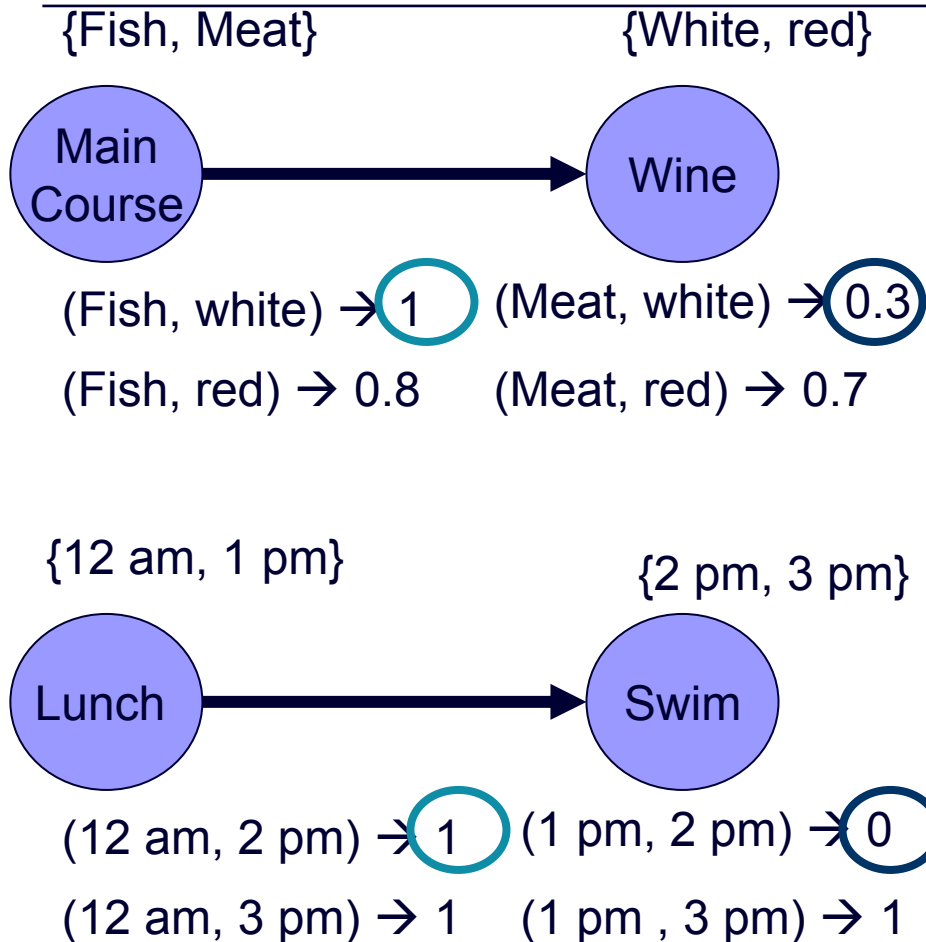 {Fish, Meat} {White, red}
Main
Course
Wine
(Fish, white) → 1 (Meat, white) → 0.3
(Fish, red) → 0.8 (Meat, red) → 0.7
{12 am, 1 pm} {2 pm, 3 pm}
Lunch Swim
(12 am, 2 pm) → 1 (1 pm, 2 pm) → 0
(12 am, 3 pm) → 1 (1 pm , 3 pm) → 1